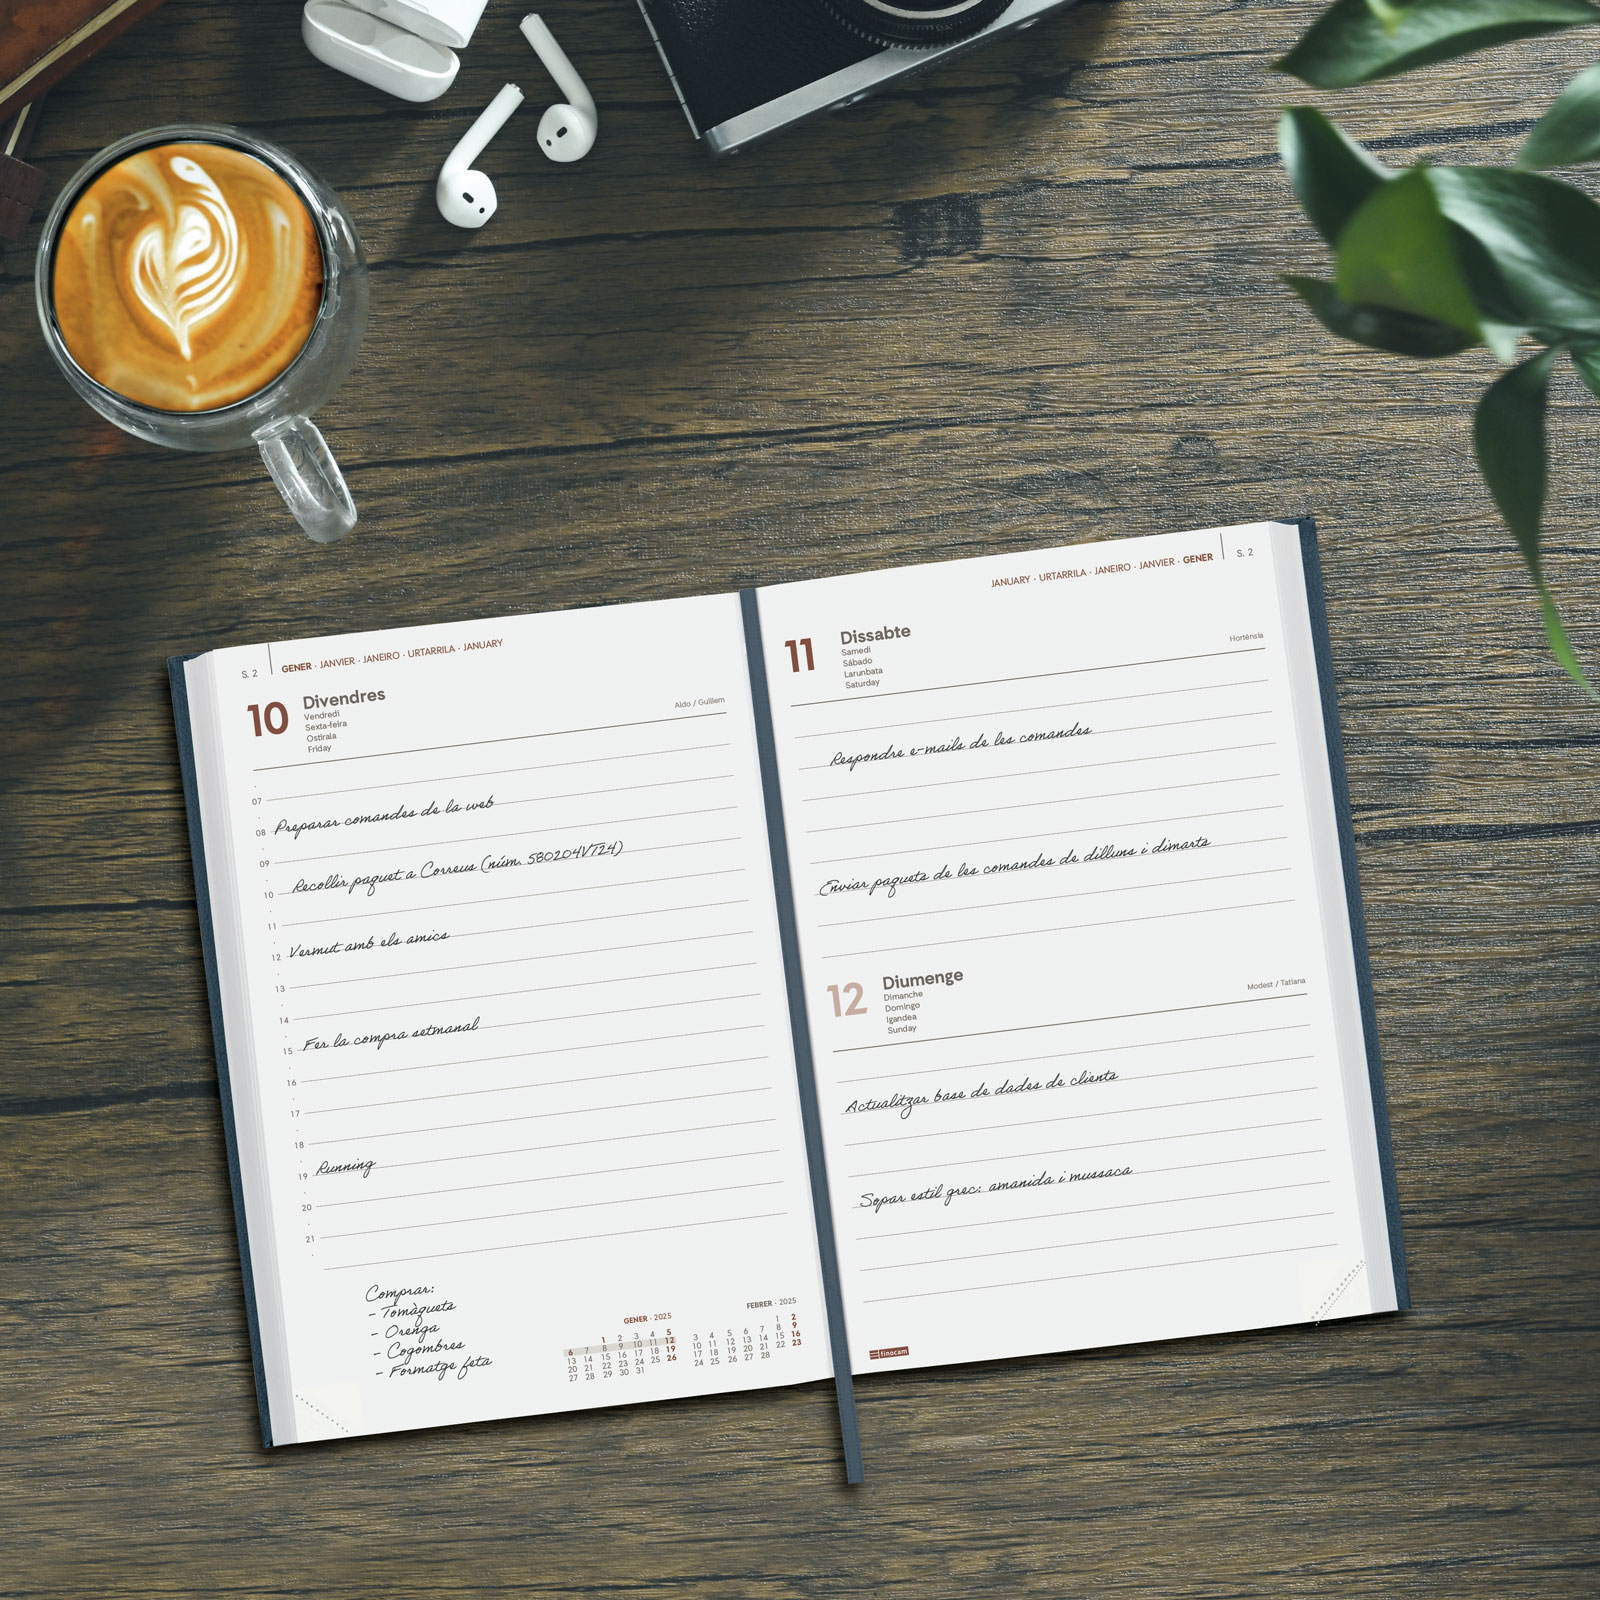 S. 2
GENER · JANVIER · JANEIRO · URTARRILA · JANUARY
10
Divendres
Vendredi
Sexta-feira
Ostirala
Friday
Aldo / Guillem
07
08 Preparar comandes de la web
09
10 Recollir paquet a Correus (núm. 580204V724)
11
12 Vermut amb els amics
13
14
15 Fer la compra setmanal
16
17
18
19 Running
20
21
Comprar:
- Tomàquets
- Orenga
- Cogombres
- Formatge feta
GENER · 2025
1 2 3 4 5
6 7 8 9 10 11 12
13 14 15 16 17 18 19
20 21 22 23 24 25 26
27 28 29 30 31
FEBRER · 2025
1 2
3 4 5 6 7 8 9
10 11 12 13 14 15 16
17 18 19 20 21 22 23
24 25 26 27 28
JANUARY · URTARRILA · JANEIRO · JANVIER · GENER
S. 2
11
Dissabte
Samedi
Sábado
Larunbata
Saturday
Hortènsia
Respondre e-mails de les comandes
Enviar paquets de les comandes de dilluns i dimarts
12
Diumenge
Dimanche
Domingo
Igandea
Sunday
Modest / Tatiana
Actualitzar base de dades de clients
Sopar estil grec: amanida i mussaca
finocam